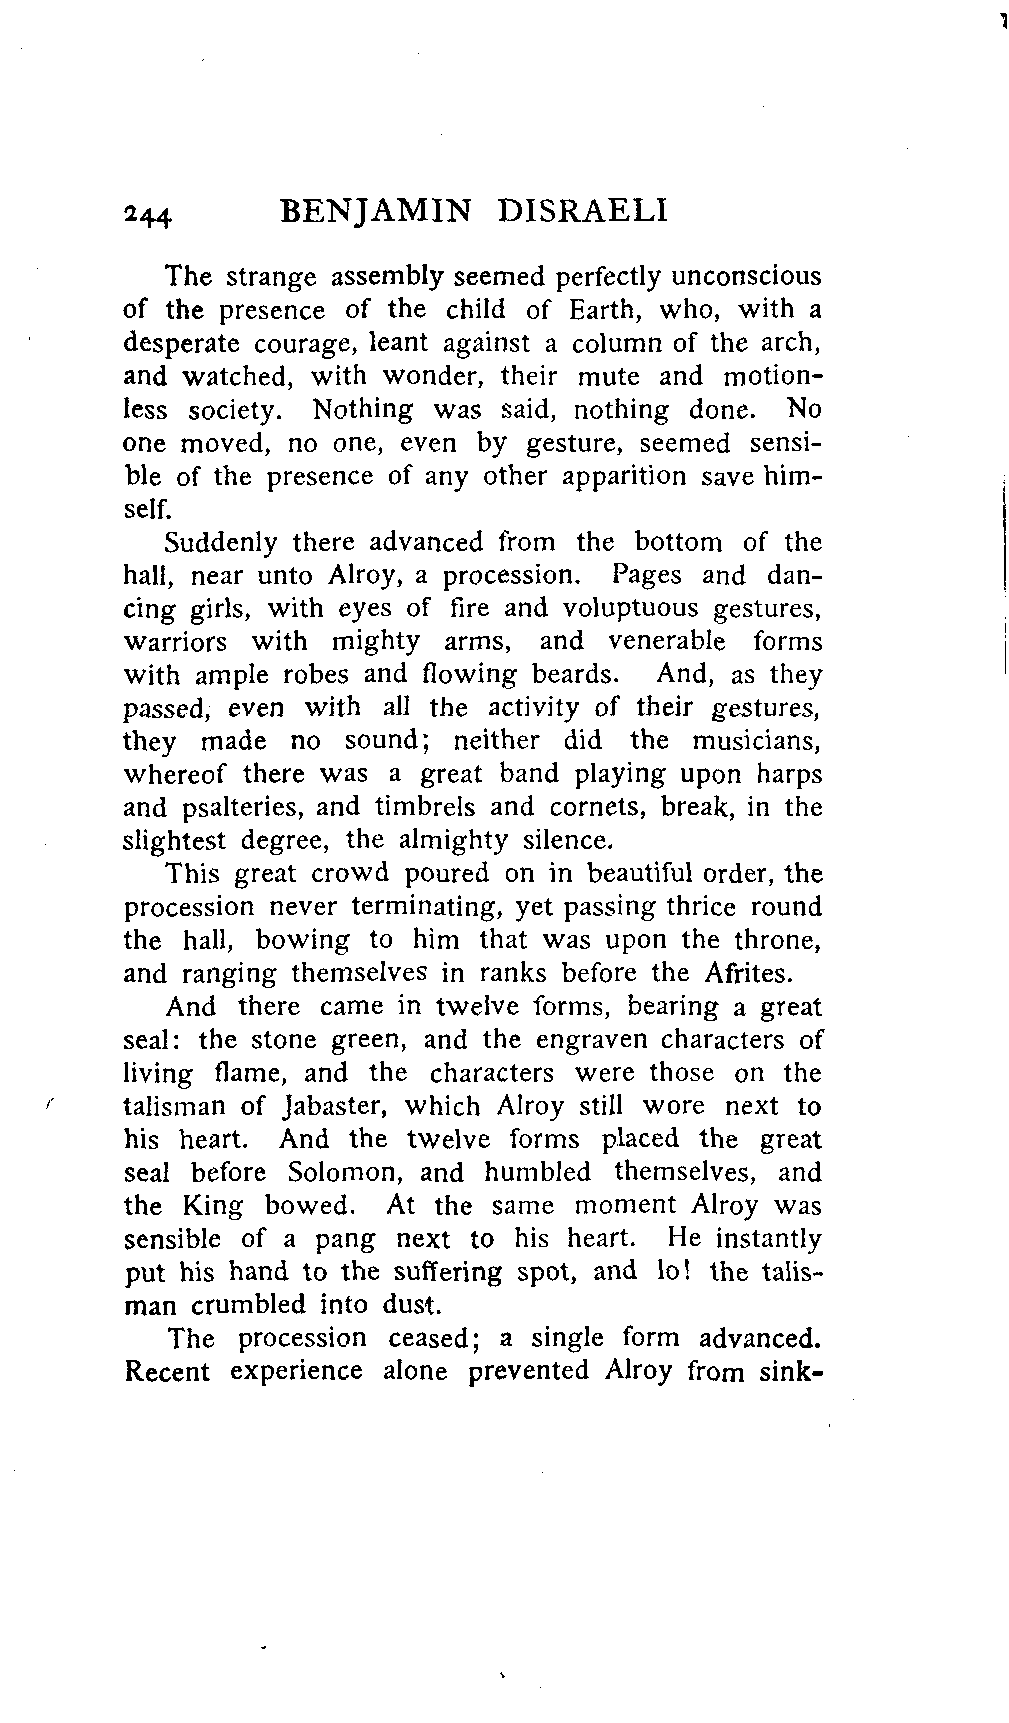 244 BENJAMIN DISRAELI
The strange assembly seemed perfectly unconscious
of the presence of the child of Earth, who, with a
desperate courage, leant against a column of the arch,
and watched, with wonder, their mute and motion-
less society. Nothing was said, nothing done. No
one moved, no one, even by gesture, seemed sensi-
ble of the presence of any other apparition save him-
self.
Suddenly there advanced from the bottom of the
hall, near unto Alroy, a procession. Pages and dan-
cing girls, with eyes of fire and voluptuous gestures,
warriors with mighty arms, and venerable forms
with ample robes and flowing beards. And, as they
passed, even with all the activity of their gestures,
they made no sound; neither did the musicians,
whereof there was a great band playing upon harps
and psalteries, and timbrels and cornets, break, in the
slightest degree, the almighty silence.
This great crowd poured on in beautiful order, the
procession never terminating, yet passing thrice round
the hall, bowing to him that was upon the throne,
and ranging themselves in ranks before the Afrites.
And there came in twelve forms, bearing a great
seal: the stone green, and the engraven characters of
living flame, and the characters were those on the
talisman of Jabaster, which Alroy still wore next to
his heart. And the twelve forms placed the great
seal before Solomon, and humbled themselves, and
the King bowed. At the same moment Alroy was
sensible of a pang next to his heart. He instantly
put his hand to the suffering spot, and lo! the talis-
man crumbled into dust.
The procession ceased; a single form advanced.
Recent experience alone prevented Alroy from sink-